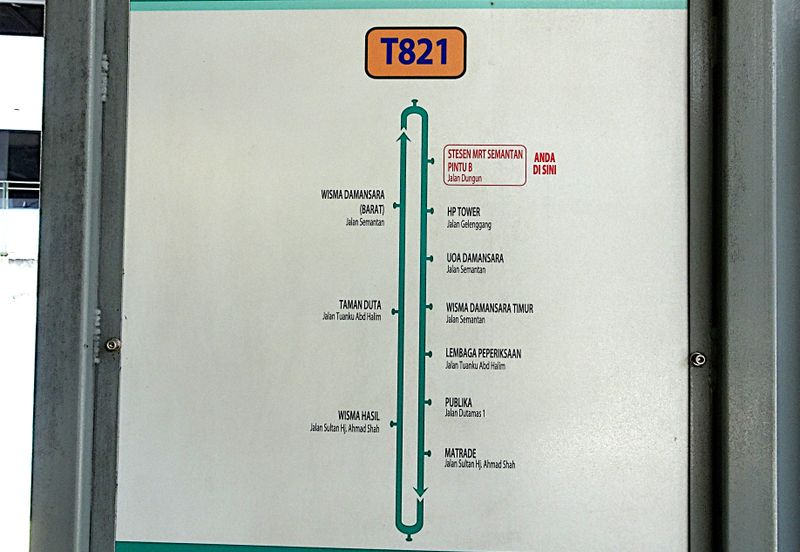 T821
STESEN MRT SEMANTAN
PINTU B
Jalan Dungun
ANDA
DI SINI
WISMA DAMANSARA
(BARAT)
Jalan Semantan
HP TOWER
Jalan Gelenggang
UOA DAMANSARA
Jalan Semantan
TAMAN DUTA
Jalan Tuanku Abd Halim
WISMA DAMANSARA TIMUR
Jalan Semantan
LEMBAGA PEPERIKSAAN
Jalan Tuanku Abd Halim
PUBLIKA
Jalan Dutamas 1
WISMA HASIL
Jalan Sultan Hj. Ahmad Shah
MATRADE
Jalan Sultan Hj. Ahmad Shah